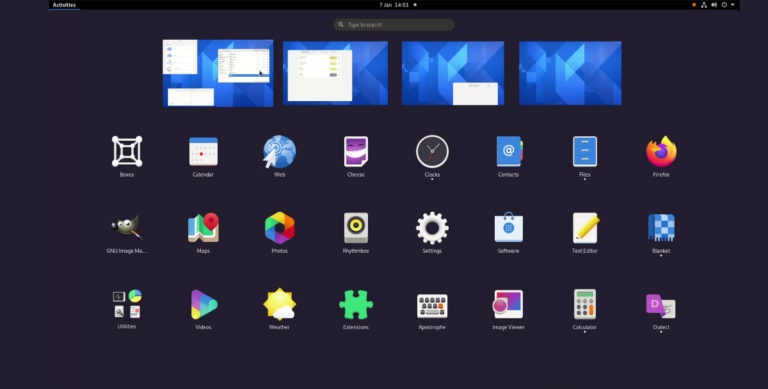 Activities
7 Jan 14:51
Type to search
Boxes
Calendar
Web
Cheese
Clocks
Contacts
Files
Firefox
GNU Image Ma...
Maps
Photos
Rhythmbox
Settings
Software
Text Editor
Blanket
Utilities
Videos
Weather
Extensions
Apostrophe
Image Viewer
Calculator
Dialect